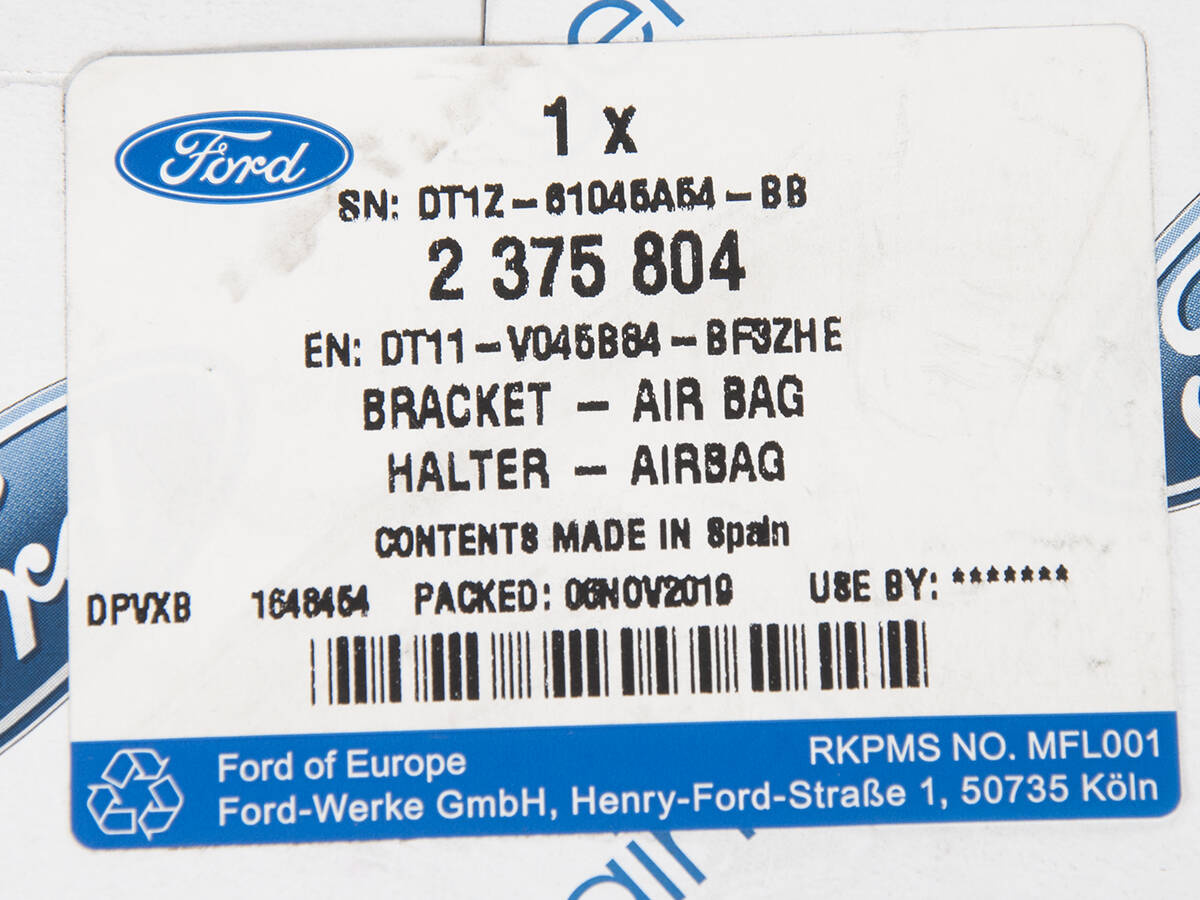 Ford
1 x
SN: DT1Z-61045A54-BB
2 375 804
EN: DT11-V045B84-BF3ZHE
BRACKET - AIR BAG
HALTER - AIRBAG
CONTENTS MADE IN Spain
DPVXB 1648454 PACKED: 06NOV2019 USE BY: *******
Ford of Europe RKPMS NO. MFL001
Ford-Werke GmbH, Henry-Ford-Straße 1, 50735 Köln